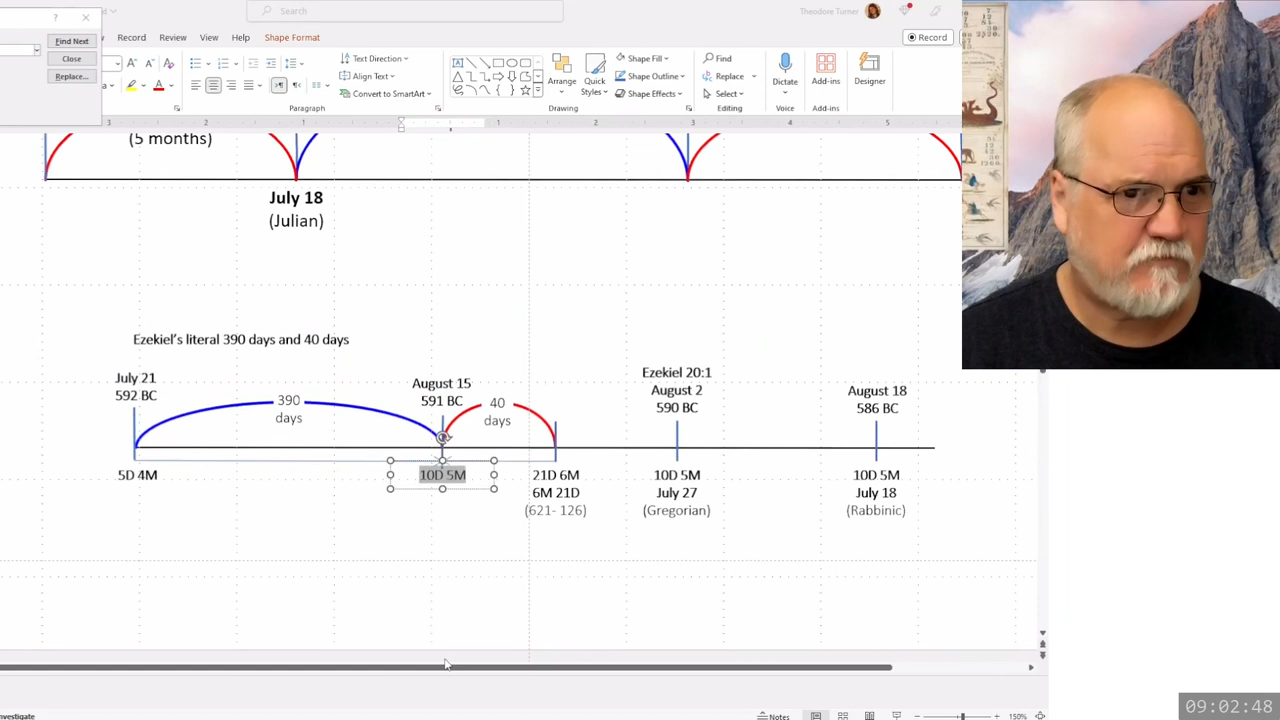 Search
Theodore Turner
?
Find Next
Close
Replace...
Record
Review
View
Help
Shape Format
Record
Text Direction
Align Text
Convert to SmartArt
Paragraph
Arrange
Quick
Styles
Shape Fill
Shape Outline
Shape Effects
Drawing
Find
Replace
Select
Editing
Dictate
Voice
Add-ins
Add-ins
Designer
(5 months)
July 18
(Julian)
Ezekiel's literal 390 days and 40 days
July 21
592 BC
390
days
August 15
591 BC
40
days
Ezekiel 20:1
August 2
590 BC
August 18
586 BC
5D 4M
10D 5M
21D 6M
6M 21D
(621- 126)
10D 5M
July 27
(Gregorian)
10D 5M
July 18
(Rabbinic)
nvestigate
Notes
150%
09:02:48